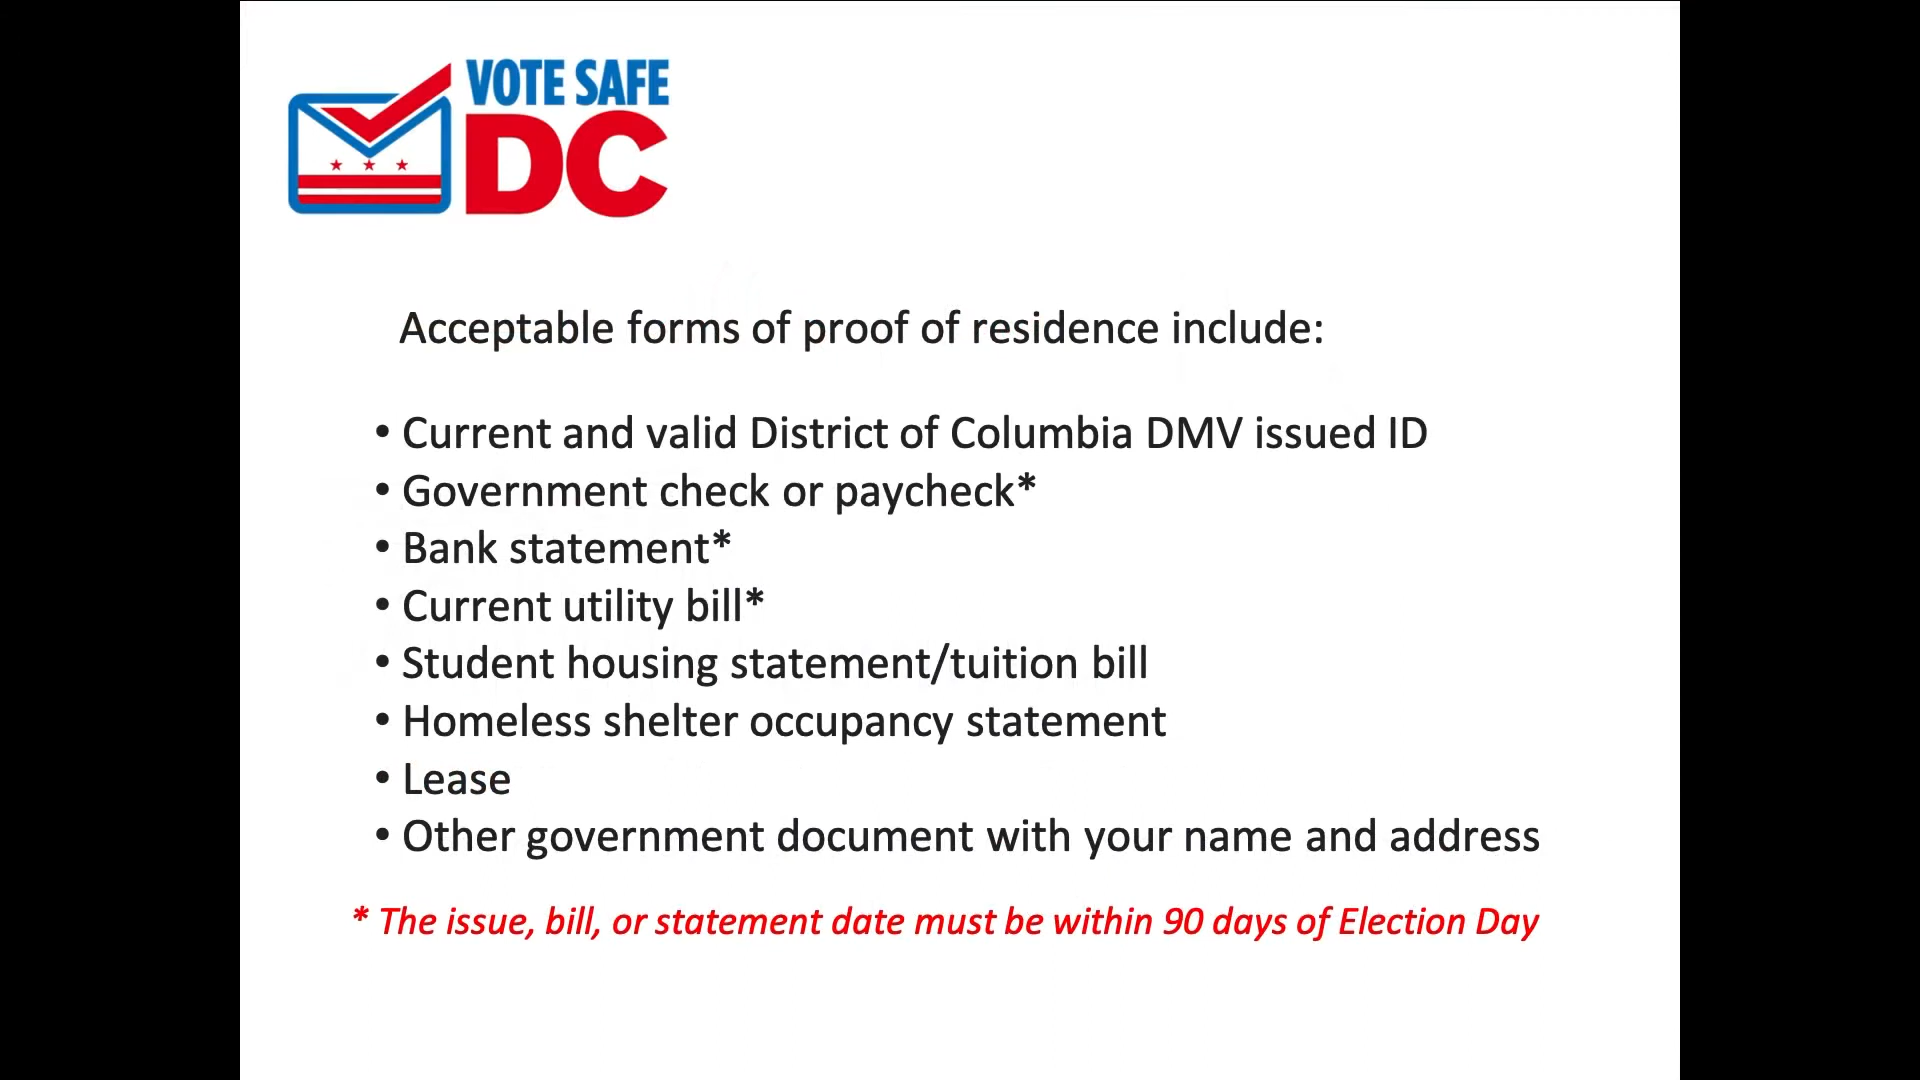 VOTE SAFE
DC
Acceptable forms of proof of residence include:
• Current and valid District of Columbia DMV issued ID
• Government check or paycheck*
• Bank statement*
• Current utility bill*
• Student housing statement/tuition bill
• Homeless shelter occupancy statement
• Lease
• Other government document with your name and address
* The issue, bill, or statement date must be within 90 days of Election Day